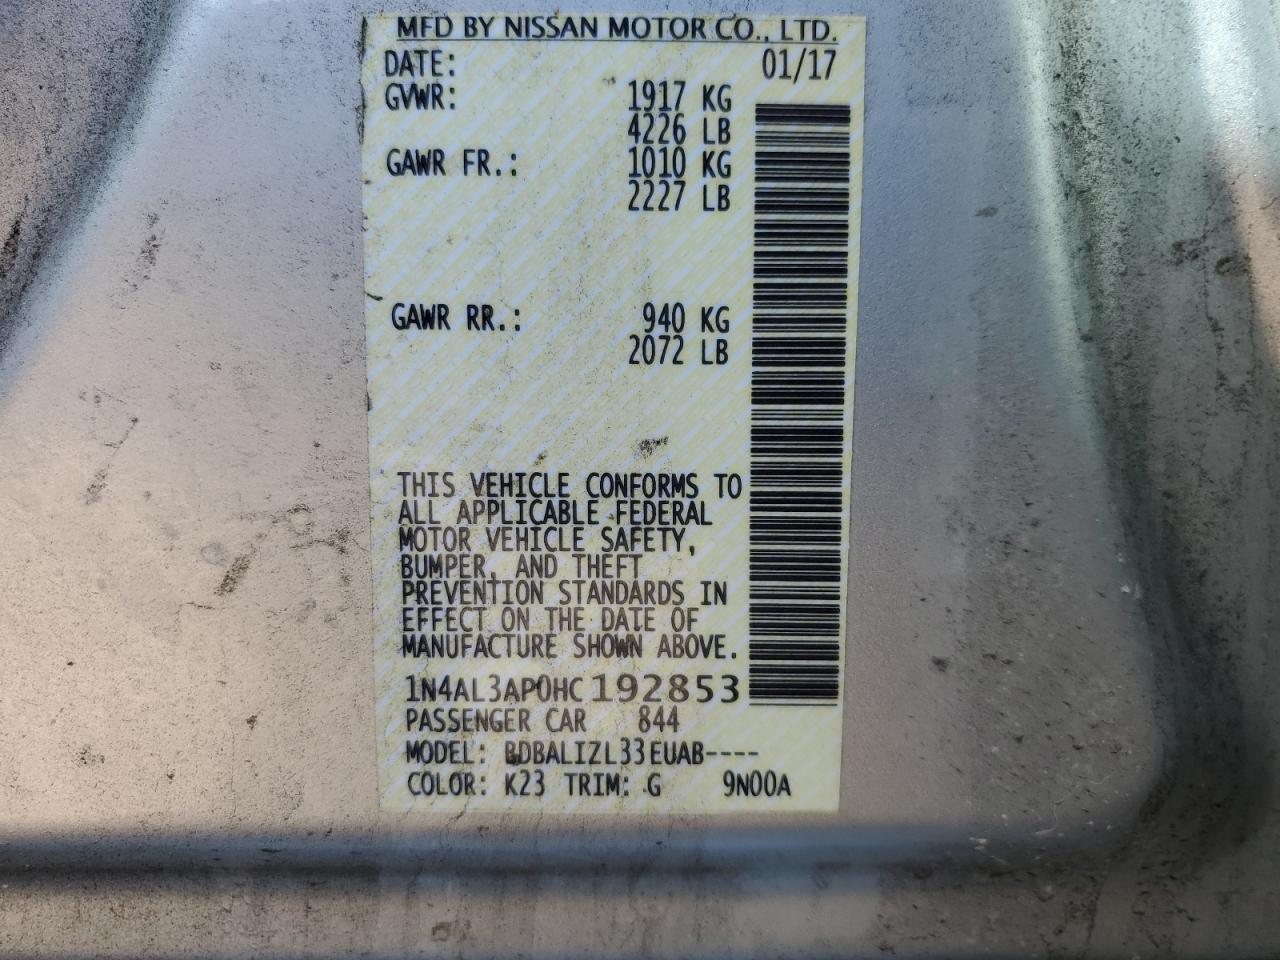 MFD BY NISSAN MOTOR CO., LTD.
DATE: 01/17
GVWR: 1917 KG
4226 LB
GAWR FR.: 1010 KG
2227 LB
GAWR RR.: 940 KG
2072 LB
THIS VEHICLE CONFORMS TO
ALL APPLICABLE FEDERAL
MOTOR VEHICLE SAFETY,
BUMPER, AND THEFT
PREVENTION STANDARDS IN
EFFECT ON THE DATE OF
MANUFACTURE SHOWN ABOVE.
1N4AL3AP0HC192853
PASSENGER CAR 844
MODEL: BDBALIZL33EUAB----
COLOR: K23 TRIM: G 9N00A